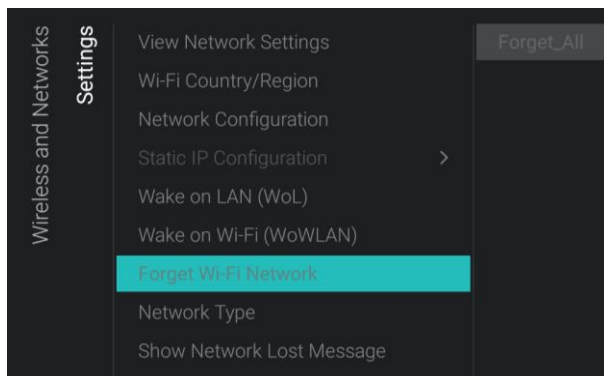 Wireless and Networks
Settings
View Network Settings
Wi-Fi Country/Region
Network Configuration
Static IP Configuration
Wake on LAN (WoL)
Wake on Wi-Fi (WoWLAN)
Forget Wi-Fi Network
Network Type
Show Network Lost Message
Forget_All